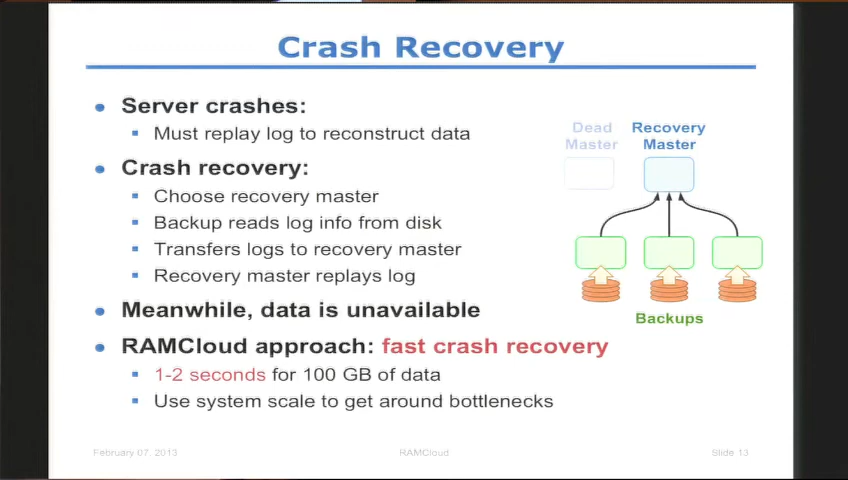 Crash Recovery
Server crashes:
Must replay log to reconstruct data
Crash recovery:
Choose recovery master
Backup reads log info from disk
Transfers logs to recovery master
Recovery master replays log
Meanwhile, data is unavailable
RAMCloud approach: fast crash recovery
1-2 seconds for 100 GB of data
Use system scale to get around bottlenecks
Dead
Master
Recovery
Master
Backups
February 07, 2013
RAMCloud
Slide 13